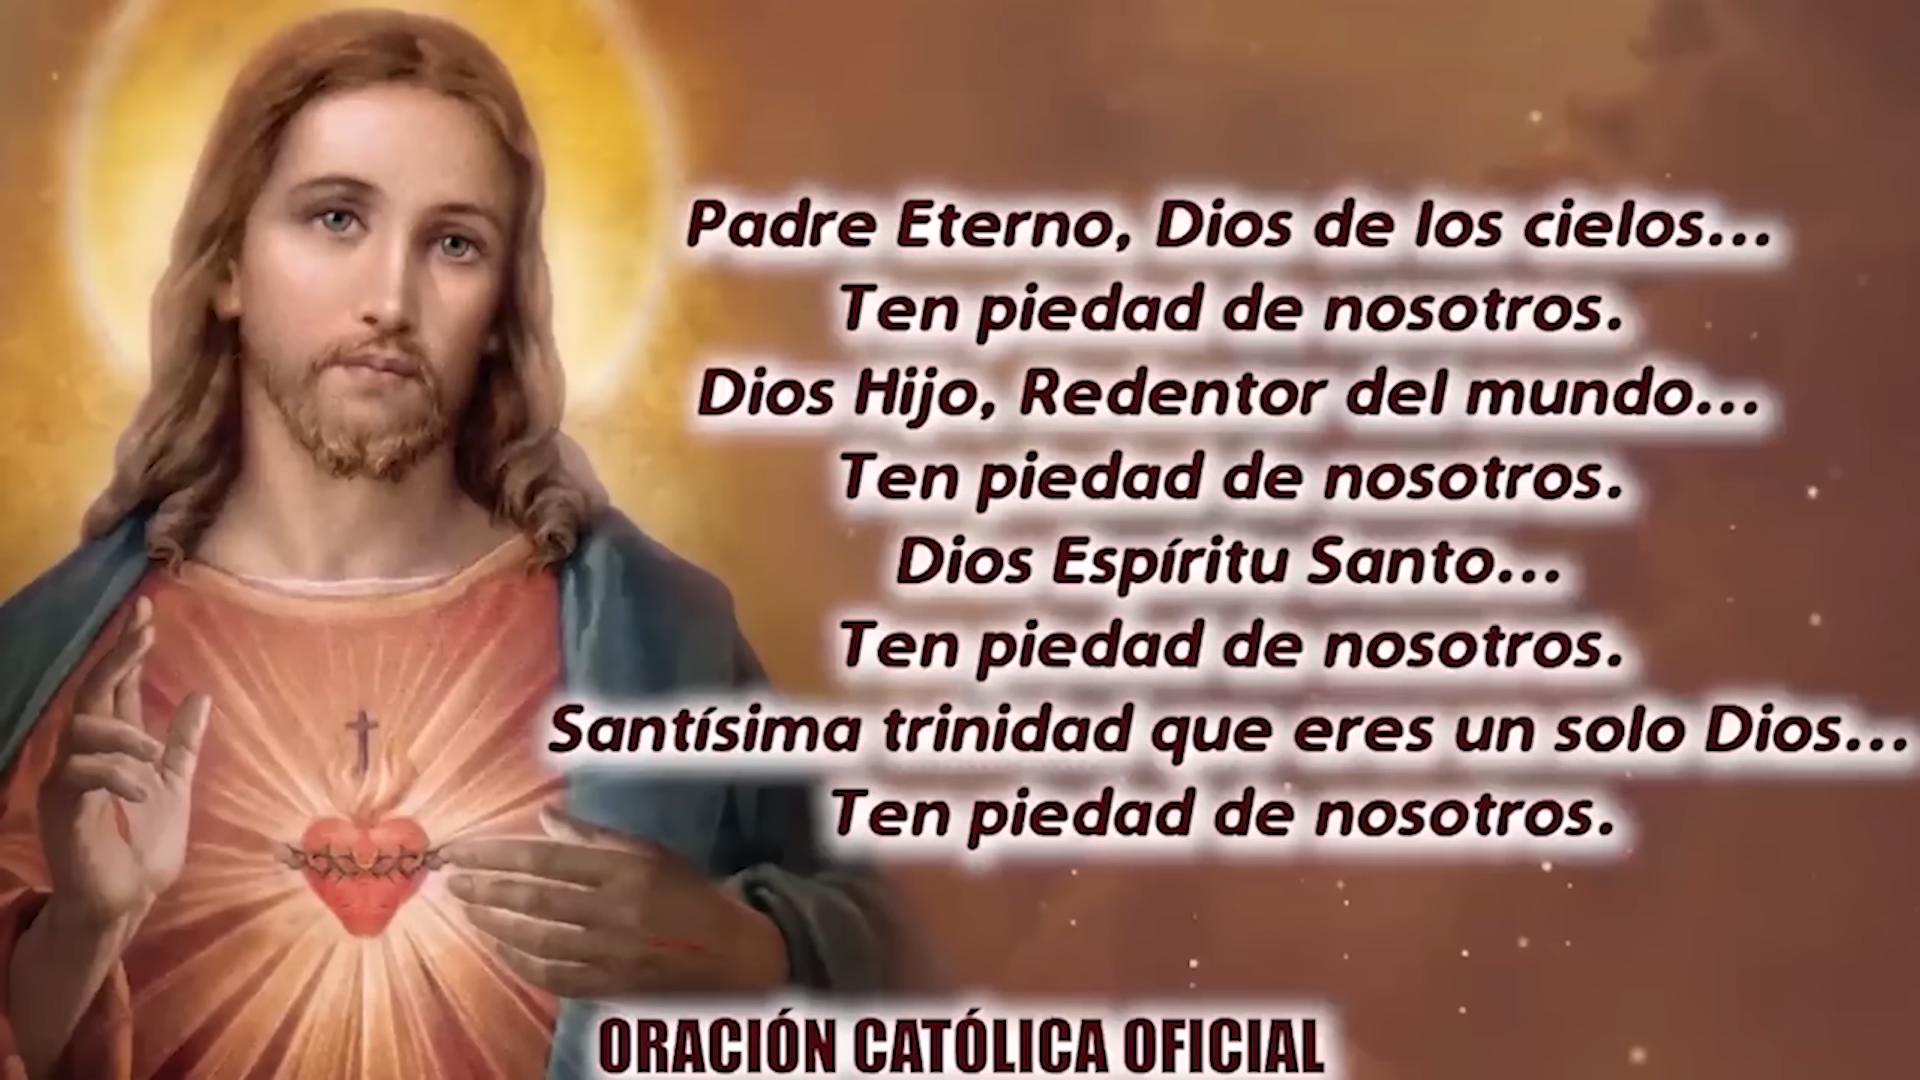 Padre Eterno, Dios de los cielos...
Ten piedad de nosotros.
Dios Hijo, Redentor del mundo...
Ten piedad de nosotros.
Dios Espíritu Santo...
Ten piedad de nosotros.
Santísima trinidad que eres un solo Dios...
Ten piedad de nosotros.
ORACIÓN CATÓLICA OFICIAL